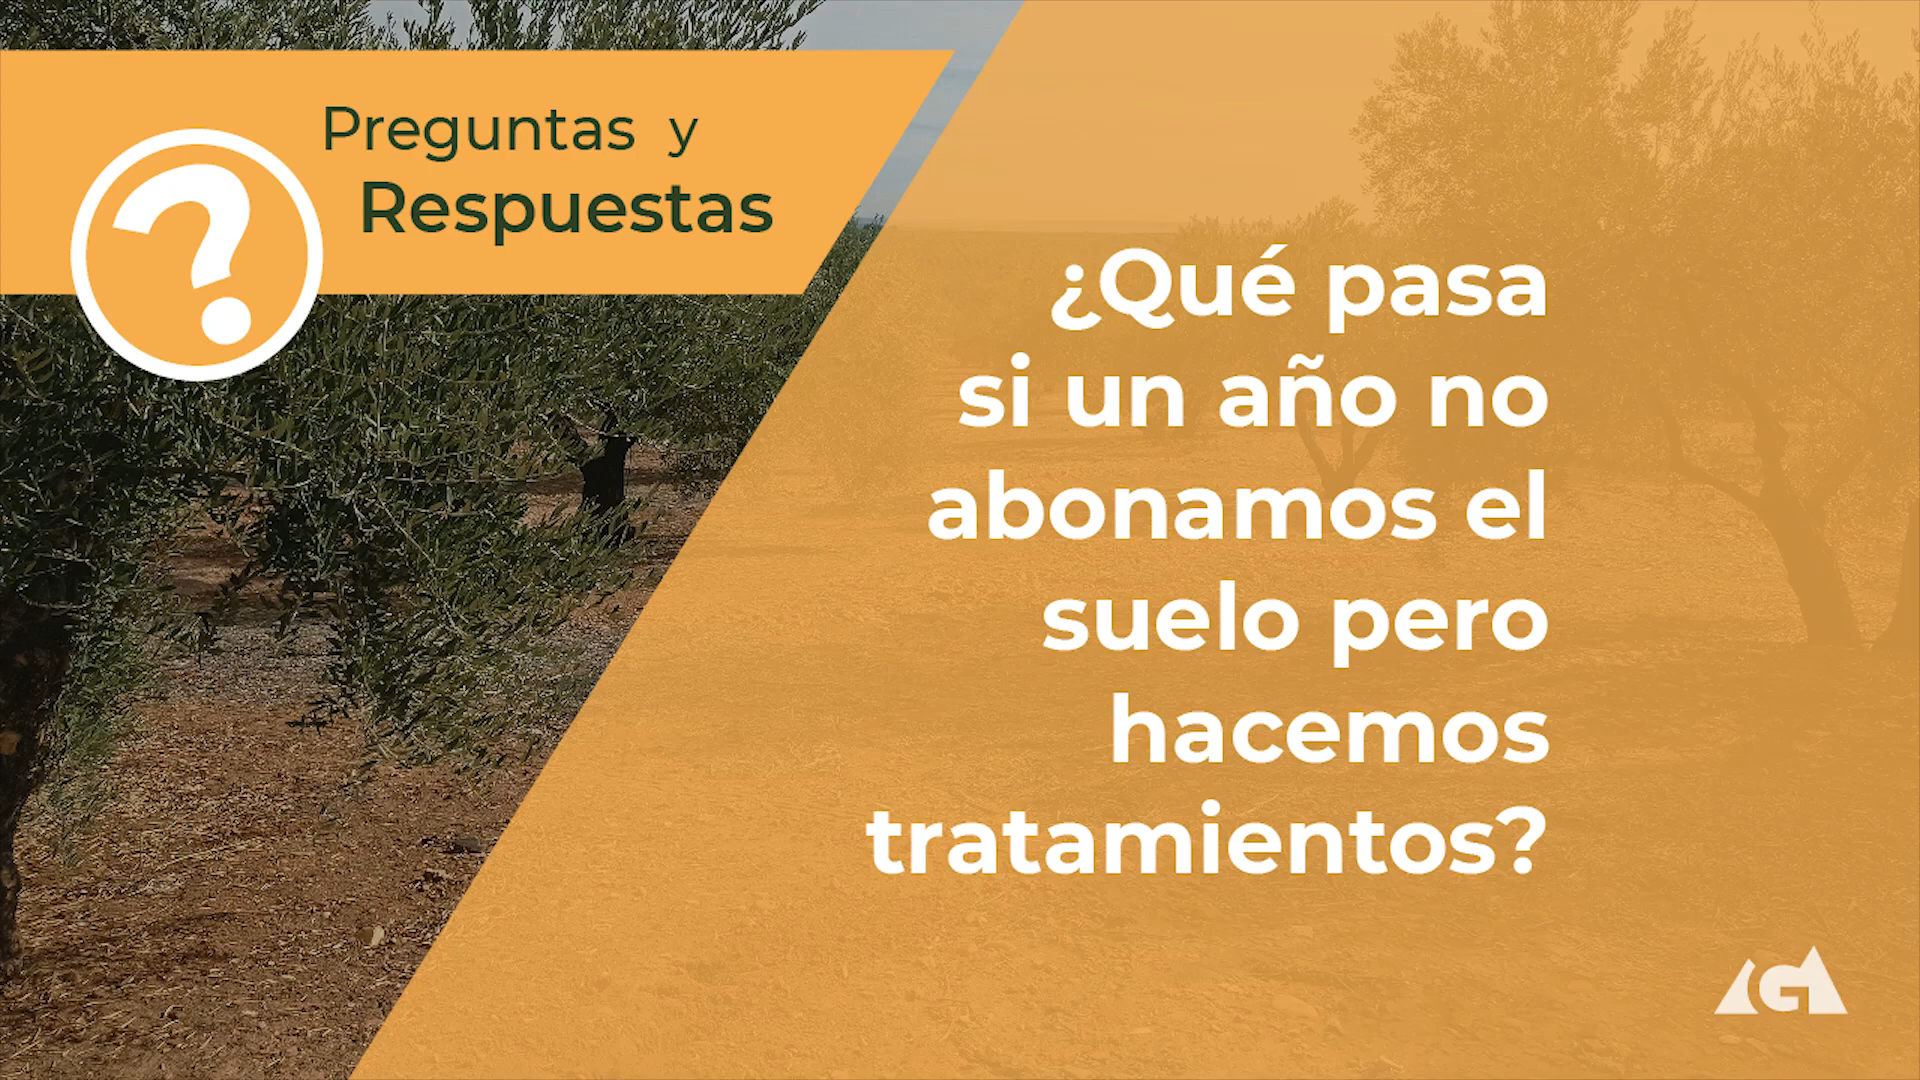 Preguntas y
Respuestas
¿Qué pasa
si un año no
abonamos el
suelo pero
hacemos
tratamientos?